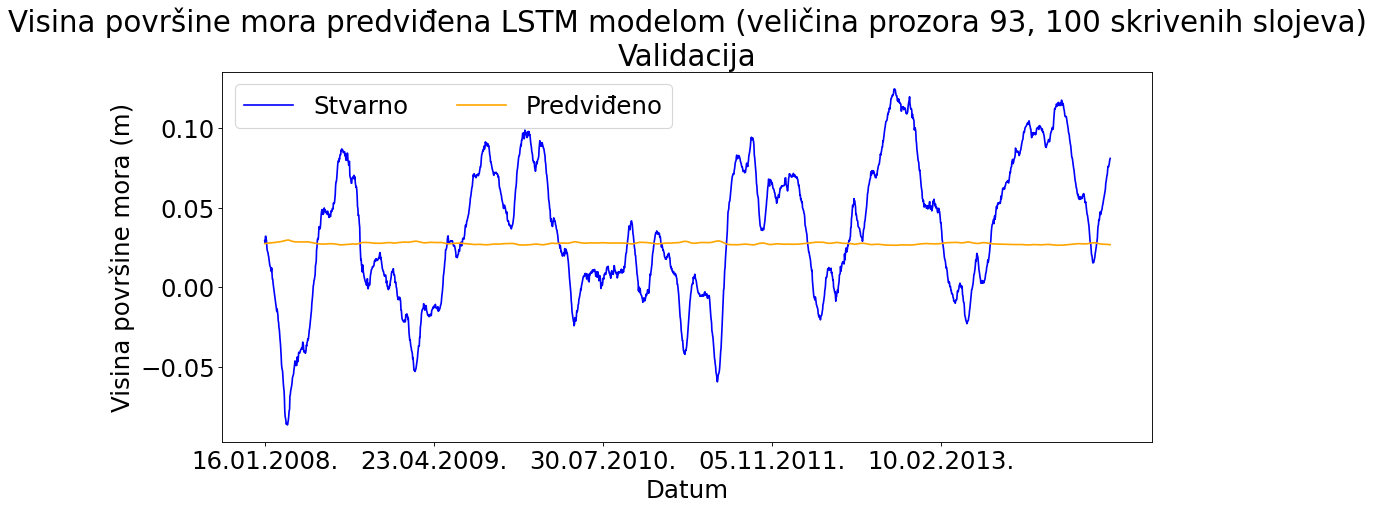 Visina površine mora predviđena LSTM modelom (veličina prozora 93, 100 skrivenih slojeva)
Validacija
Stvarno Predviđeno
Visina površine mora (m)
0.10
0.05
0.00
−0.05
16.01.2008. 23.04.2009. 30.07.2010. 05.11.2011. 10.02.2013.
Datum